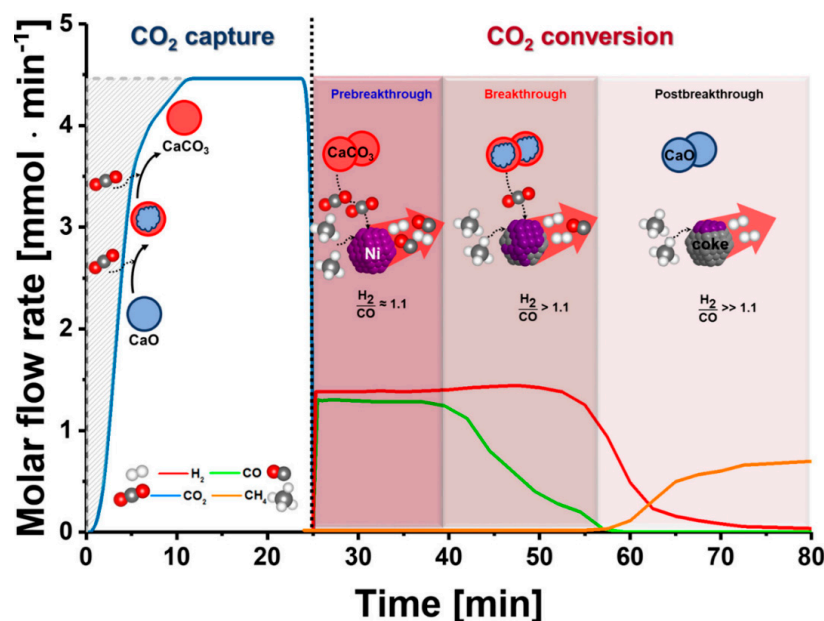 CO₂ capture
CO₂ conversion
Prebreakthrough
Breakthrough
Postbreakthrough
CaCO₃
CaO
CaCO₃
Ni
H₂
CO
≈ 1.1
H₂
CO
> 1.1
CaO
coke
H₂
CO
>> 1.1
H₂
CO
CO₂
CH₄
Molar flow rate [mmol · min⁻¹]
5
4
3
2
1
0
0
10
20
30
40
50
60
70
80
Time [min]